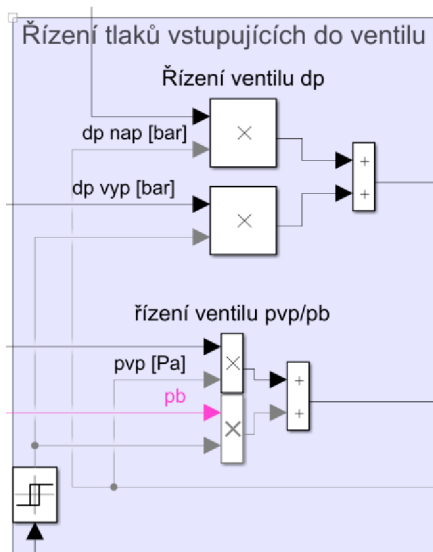 Řízení tlaků vstupujících do ventilu
Řízení ventilu dp
dp nap [bar]
×
+
+
dp vyp [bar]
×
řízení ventilu pvp/pb
pvp [Pa]
×
+
+
pb
×